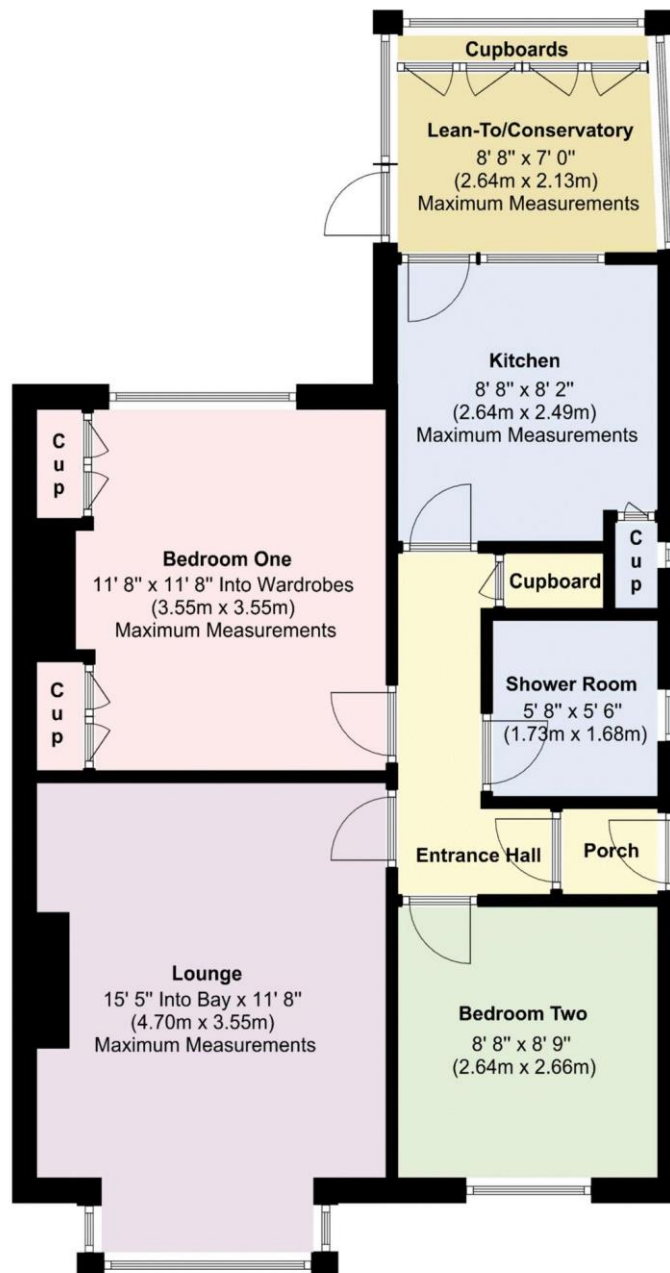 Cupboards
Lean-To/Conservatory
8' 8" x 7' 0"
(2.64m x 2.13m)
Maximum Measurements
Kitchen
8' 8" x 8' 2"
(2.64m x 2.49m)
Maximum Measurements
Cup
Bedroom One
11' 8" x 11' 8" Into Wardrobes
(3.55m x 3.55m)
Maximum Measurements
Cup
Cupboard
Cup
Shower Room
5' 8" x 5' 6"
(1.73m x 1.68m)
Entrance Hall
Porch
Lounge
15' 5" Into Bay x 11' 8"
(4.70m x 3.55m)
Maximum Measurements
Bedroom Two
8' 8" x 8' 9"
(2.64m x 2.66m)